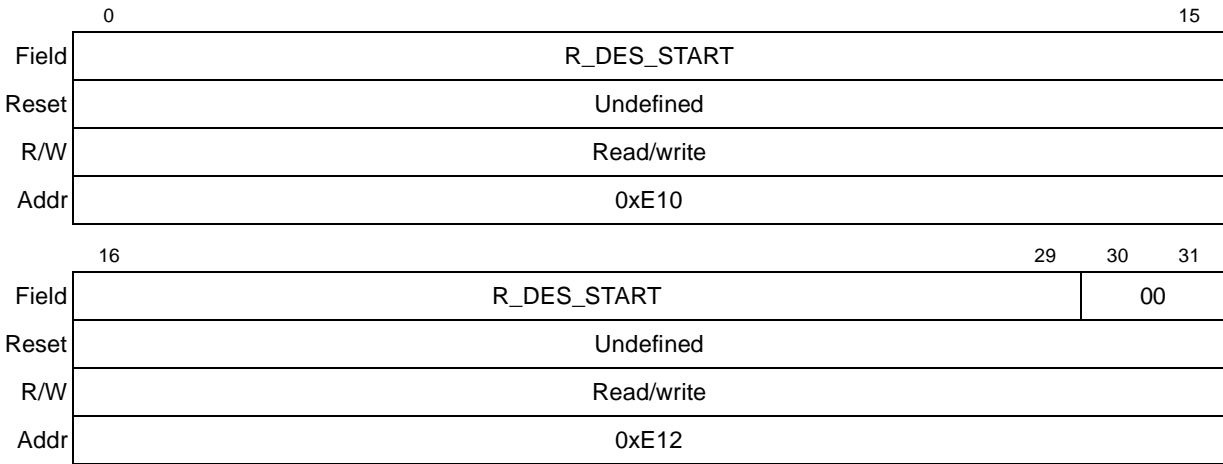 0 15
Field R_DES_START
Reset Undefined
R/W Read/write
Addr 0xE10
16 29 30 31
Field R_DES_START 00
Reset Undefined
R/W Read/write
Addr 0xE12